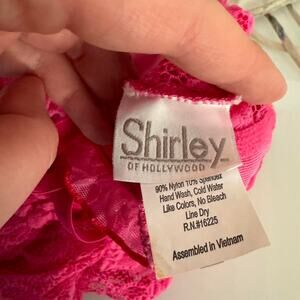 Shirley
OF HOLLYWOOD
90% Nylon 10% Spandex
Hand Wash, Cold Water
Like Colors, No Bleach
Line Dry
R.N.#16225
Assembled in Vietnam